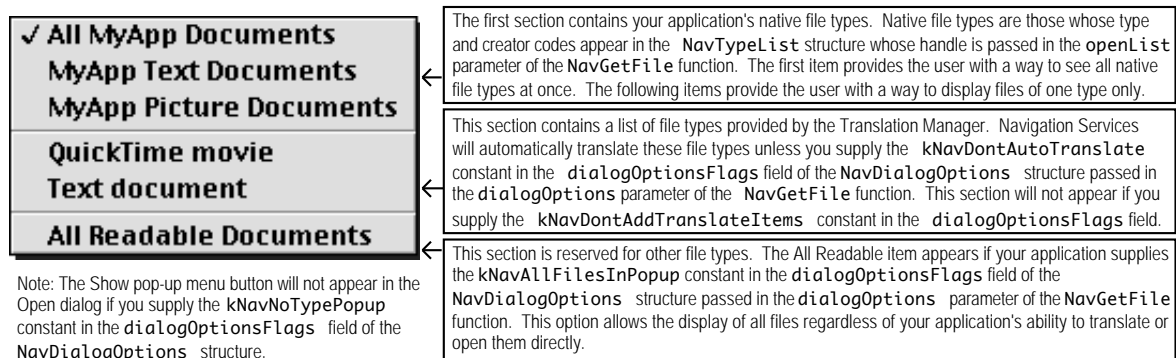 ✓ All MyApp Documents
MyApp Text Documents
MyApp Picture Documents
QuickTime movie
Text document
All Readable Documents
Note: The Show pop-up menu button will not appear in the
Open dialog if you supply the kNavNoTypePopup
constant in the dialogOptionsFlags field of the
NavDialogOptions structure.
The first section contains your application's native file types. Native file types are those whose type
and creator codes appear in the NavTypeList structure whose handle is passed in the openList
parameter of the NavGetFile function. The first item provides the user with a way to see all native
file types at once. The following items provide the user with a way to display files of one type only.
This section contains a list of file types provided by the Translation Manager. Navigation Services
will automatically translate these file types unless you supply the kNavDontAutoTranslate
constant in the dialogOptionsFlags field of the NavDialogOptions structure passed in
the dialogOptions parameter of the NavGetFile function. This section will not appear if you
supply the kNavDontAddTranslateItems constant in the dialogOptionsFlags field.
This section is reserved for other file types. The All Readable item appears if your application supplies
the kNavAllFilesInPopup constant in the dialogOptionsFlags field of the
NavDialogOptions structure passed in the dialogOptions parameter of the NavGetFile
function. This option allows the display of all files regardless of your application's ability to translate or
open them directly.